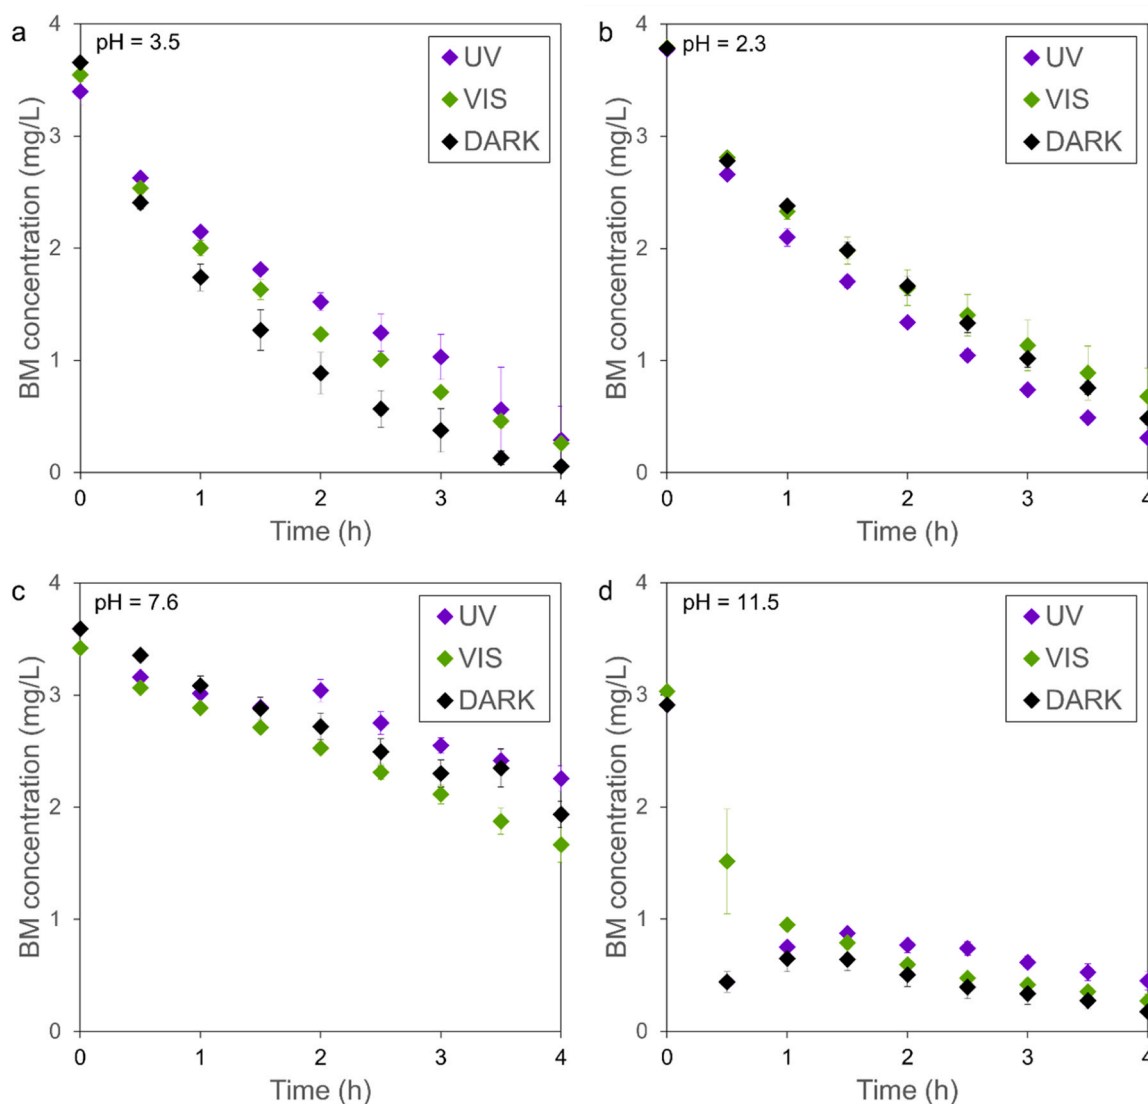 a
pH = 3.5
UV
VIS
DARK
BM concentration (mg/L)
4
3
2
1
0
0 1 2 3 4
Time (h)
b
pH = 2.3
UV
VIS
DARK
BM concentration (mg/L)
4
3
2
1
0
0 1 2 3 4
Time (h)
c
pH = 7.6
UV
VIS
DARK
BM concentration (mg/L)
4
3
2
1
0
0 1 2 3 4
Time (h)
d
pH = 11.5
UV
VIS
DARK
BM concentration (mg/L)
4
3
2
1
0
0 1 2 3 4
Time (h)